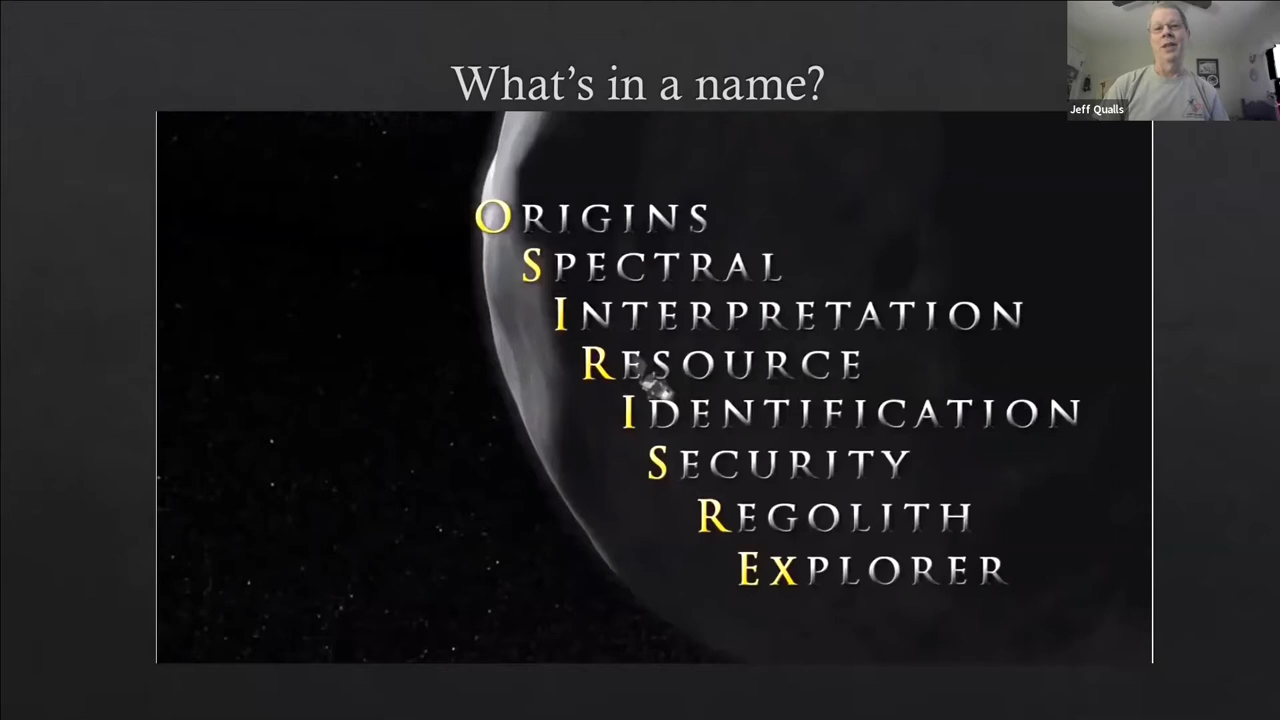 What's in a name?
Jeff Qualls
ORIGINS
SPECTRAL
INTERPRETATION
RESOURCE
IDENTIFICATION
SECURITY
REGOLITH
EXPLORER